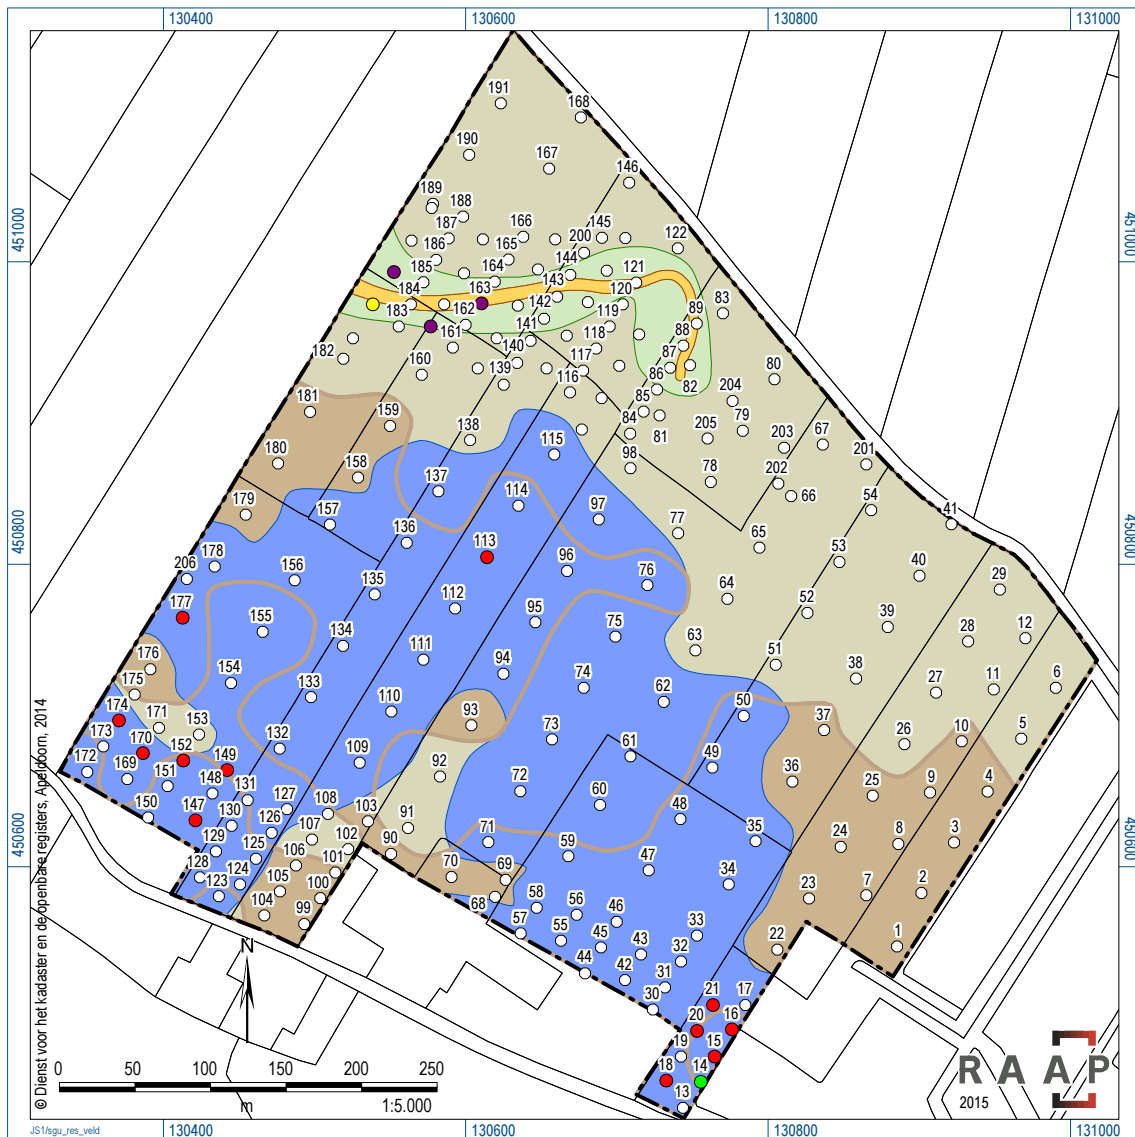 130400 130600 130800 131000
191
168
190
167
146
189
188
187 166 145
122
200
186 165
144
185 164 121
163 143
184 142 120 83
183 162 119 89
141
161 118 88
182 140 117 87
160 139 80
116 86 82 204
181 159 85
205 79
138 84 81 203 67
115 98
180 158 78 202 201
137 114 66
179 54
157 97 41
136 77 65
113 53
178 96 40
206 156 135 76 29
64
177 112 52
155 95 39
134 75 12
111 63 28
176 51
154 94 38 11 6
175 133 74 27
110 62
174 50
171 153 93 37 10 5
173 170 132 73 26
152 149 109 61 49
172 169 92 36
151 148 131 72 25 9 4
127 60
150 147 108 103 48
130 126 107 91 35
129 102 71 24 8 3
106 90 59
128 125 101 47
124 105 70 69 34
123 100 23 7 2
104 68 58
99 57 56 46
33 1
55 45 22
43 32
44 42
31
30 21 17
20 16
19 15
18 14
13
451000
450800
450600
451000
450800
450600
N
© Dienst voor het kadaster en de openbare registers, Apeldoorn, 2014
0 50 100 150 200 250
m 1:5.000
RAAP
2015
JS1/sgu_res_veld
130400 130600 130800 131000